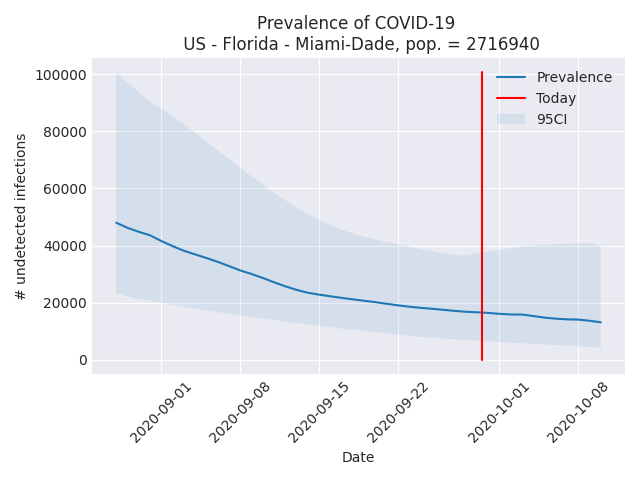 Prevalence of COVID-19
US - Florida - Miami-Dade, pop. = 2716940
# undetected infections
100000
80000
60000
40000
20000
0
Prevalence
Today
95CI
2020-09-01
2020-09-08
2020-09-15
2020-09-22
2020-10-01
2020-10-08
Date